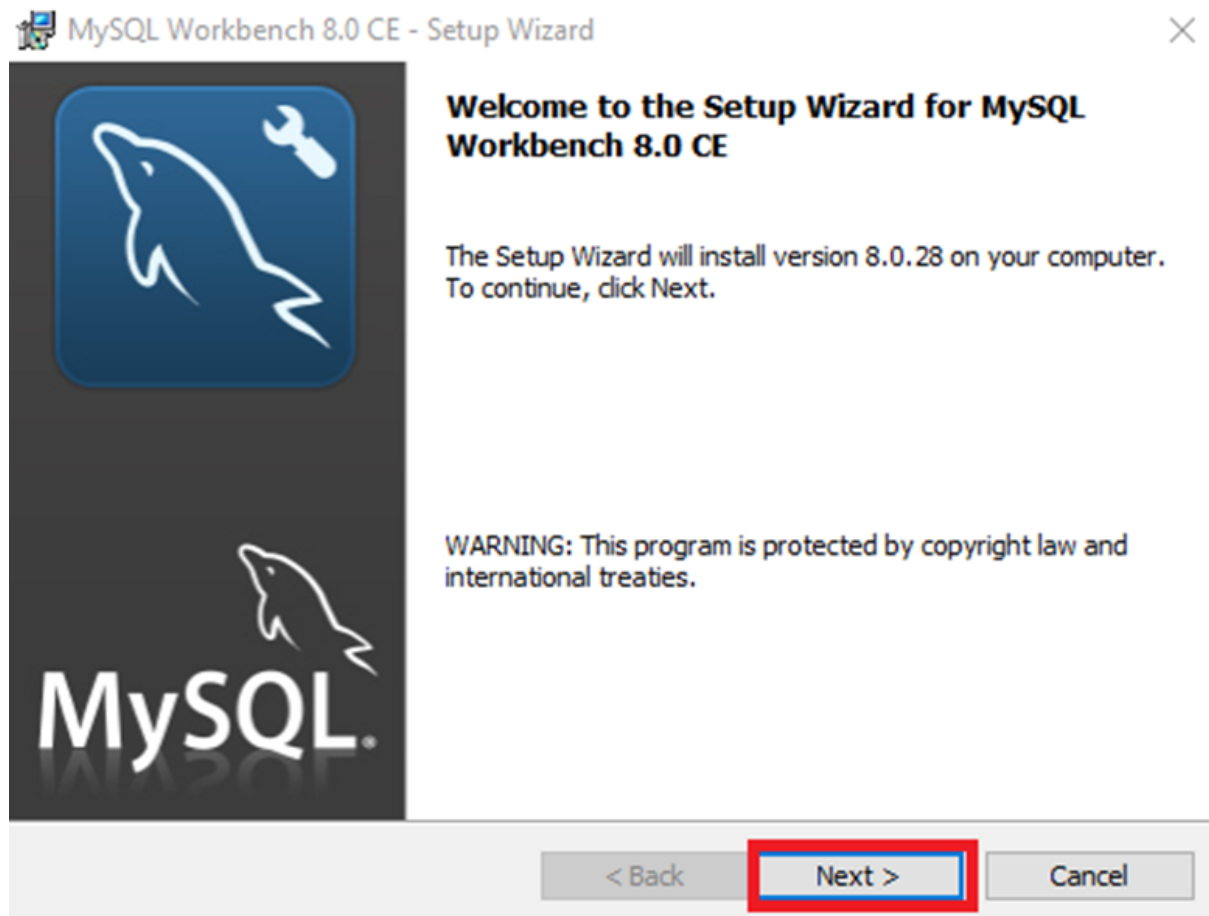 MySQL Workbench 8.0 CE - Setup Wizard
Welcome to the Setup Wizard for MySQL
Workbench 8.0 CE
The Setup Wizard will install version 8.0.28 on your computer.
To continue, click Next.
WARNING: This program is protected by copyright law and
international treaties.
MySQL®
< Back Next > Cancel